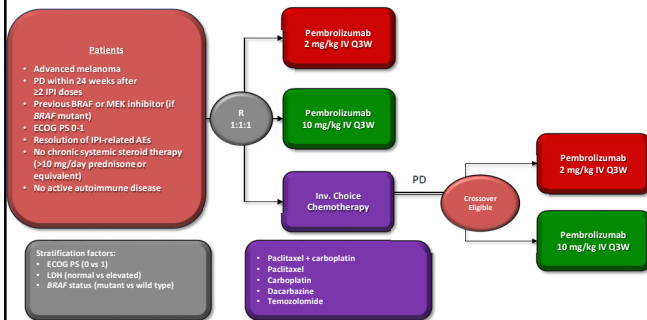 Patients
• Advanced melanoma
• PD within 24 weeks after
≥2 IPI doses
• Previous BRAF or MEK inhibitor (if
BRAF mutant)
• ECOG PS 0-1
• Resolution of IPI-related AEs
• No chronic systemic steroid therapy
(>10 mg/day prednisone or
equivalent)
• No active autoimmune disease
R
1:1:1
Pembrolizumab
2 mg/kg IV Q3W
Pembrolizumab
10 mg/kg IV Q3W
Inv. Choice
Chemotherapy
PD
Crossover
Eligible
Pembrolizumab
2 mg/kg IV Q3W
Pembrolizumab
10 mg/kg IV Q3W
Stratification factors:
• ECOG PS (0 vs 1)
• LDH (normal vs elevated)
• BRAF status (mutant vs wild type)
• Paclitaxel + carboplatin
• Paclitaxel
• Carboplatin
• Dacarbazine
• Temozolomide